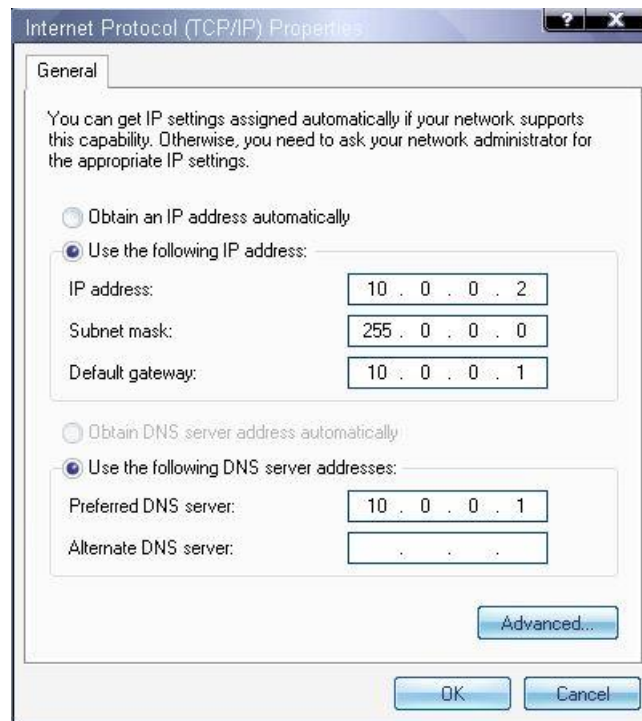 Internet Protocol (TCP/IP) Properties
General
You can get IP settings assigned automatically if your network supports
this capability. Otherwise, you need to ask your network administrator for
the appropriate IP settings.
Obtain an IP address automatically
Use the following IP address:
IP address: 10 . 0 . 0 . 2
Subnet mask: 255 . 0 . 0 . 0
Default gateway: 10 . 0 . 0 . 1
Obtain DNS server address automatically
Use the following DNS server addresses:
Preferred DNS server: 10 . 0 . 0 . 1
Alternate DNS server: . . .
Advanced...
OK Cancel